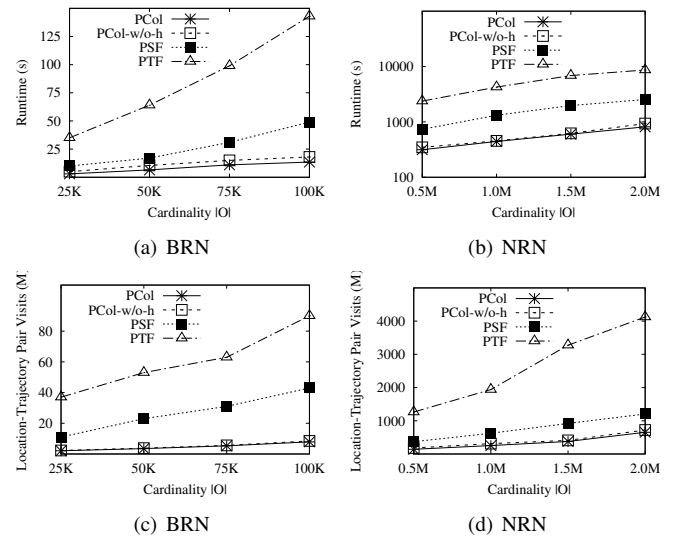 PCol
PCol-w/o-h
PSF
PTF
Runtime (s)
125
100
75
50
25
25K 50K 75K 100K
Cardinality |O|
(a) BRN
PCol
PCol-w/o-h
PSF
PTF
Runtime (s)
10000
1000
100
0.5M 1.0M 1.5M 2.0M
Cardinality |O|
(b) NRN
PCol
PCol-w/o-h
PSF
PTF
Location-Trajectory Pair Visits (M)
80
60
40
20
25K 50K 75K 100K
Cardinality |O|
(c) BRN
PCol
PCol-w/o-h
PSF
PTF
Location-Trajectory Pair Visits (M)
4000
3000
2000
1000
0.5M 1.0M 1.5M 2.0M
Cardinality |O|
(d) NRN